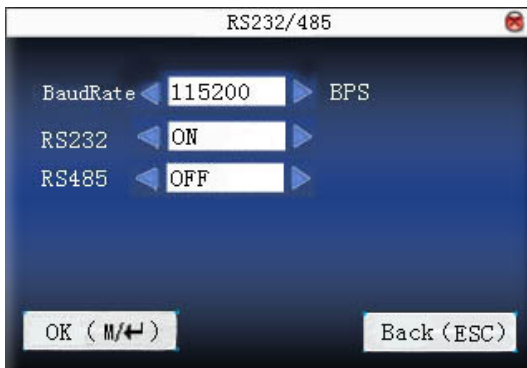 RS232/485
BaudRate 115200 BPS
RS232 ON
RS485 OFF
OK (M/↵) Back(ESC)